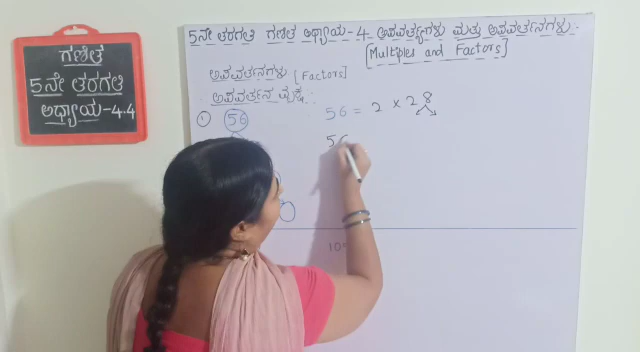 ಗಣಿತ
5ನೇ ತರಗತಿ
ಅಧ್ಯಾಯ-4.4
5ನೇ ತರಗತಿ ಗಣಿತ ಅಧ್ಯಾಯ-4 ಅಪವರ್ತ್ಯಗಳು ಮತ್ತು ಅಪವರ್ತನಗಳು :-
[Multiples and Factors]
ಅಪವರ್ತನಗಳು [Factors]
ಅಪವರ್ತನ ವೃಕ್ಷ :-
1 56
56 = 2 × 28
56